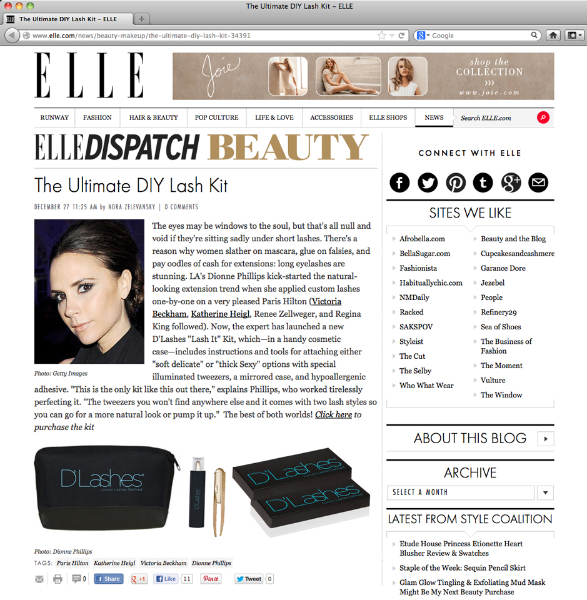 The Ultimate DIY Lash Kit – ELLE
The Ultimate DIY Lash Kit – ELLE
www.elle.com/news/beauty-makeup/the-ultimate-diy-lash-kit-34391
Google
ELLE
Joie
shop the
COLLECTION
www.joie.com
RUNWAY
FASHION
HAIR & BEAUTY
POP CULTURE
LIFE & LOVE
ACCESSORIES
ELLE SHOPS
NEWS
Search ELLE.com
ELLE DISPATCH BEAUTY
The Ultimate DIY Lash Kit
DECEMBER 27 11:25 AM by NORA ZELEVANSKY | 0 COMMENTS
The eyes may be windows to the soul, but that's all null and
void if they're sitting sadly under short lashes. There's a
reason why women slather on mascara, glue on falsies, and
pay oodles of cash for extensions: long eyelashes are
stunning. LA's Dionne Phillips kick-started the natural-
looking extension trend when she applied custom lashes
one-by-one on a very pleased Paris Hilton (Victoria
Beckham, Katherine Heigl, Renee Zellweger, and Regina
King followed). Now, the expert has launched a new
D'Lashes "Lash It" Kit, which—in a handy cosmetic
case—includes instructions and tools for attaching either
"soft delicate" or "thick Sexy" options with special
illuminated tweezers, a mirrored case, and hypoallergenic
adhesive. "This is the only kit like this out there," explains Phillips, who worked tirelessly
perfecting it. "The tweezers you won't find anywhere else and it comes with two lash styles so
you can go for a more natural look or pump it up." The best of both worlds! Click here to
purchase the kit
Photo: Getty Images
D'Lashes
D'Lashes
D'Lashes
D'Lashes
Photo: Dionne Phillips
TAGS: Paris Hilton Katherine Heigl Victoria Beckham Dionne Phillips
0
Share
+1
Like 11
Pin it
Tweet 0
CONNECT WITH ELLE
SITES WE LIKE
Afrobella.com
BellaSugar.com
Fashionista
Habituallychic.com
NMDaily
Racked
SAKSPOV
Styleist
The Cut
The Selby
Who What Wear
Beauty and the Blog
Cupcakesandcashmere
Garance Dore
Jezebel
People
Refinery29
Sea of Shoes
The Business of
Fashion
The Moment
Vulture
The Window
ABOUT THIS BLOG
ARCHIVE
SELECT A MONTH
LATEST FROM STYLE COALITION
Etude House Princess Etionette Heart
Blusher Review & Swatches
Staple of the Week: Sequin Pencil Skirt
Glam Glow Tingling & Exfoliating Mud Mask
Might Be My Next Beauty Purchase